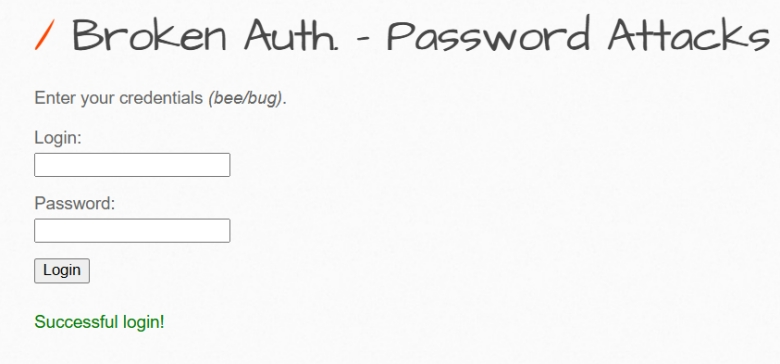 / Broken Auth. - Password Attacks
Enter your credentials (bee/bug).
Login:
Password:
Login
Successful login!